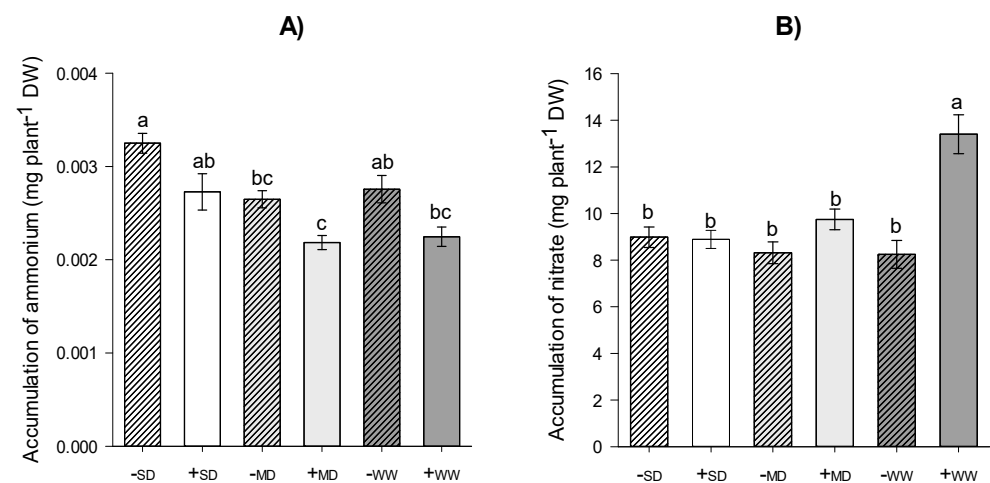 A)
Accumulation of ammonium (mg plant-1 DW)
0.004
0.003
0.002
0.001
0.000
a
ab
bc
c
ab
bc
-SD +SD -MD +MD -WW +WW
B)
Accumulation of nitrate (mg plant-1 DW)
16
14
12
10
8
6
4
2
0
b
b
b
b
b
a
-SD +SD -MD +MD -WW +WW